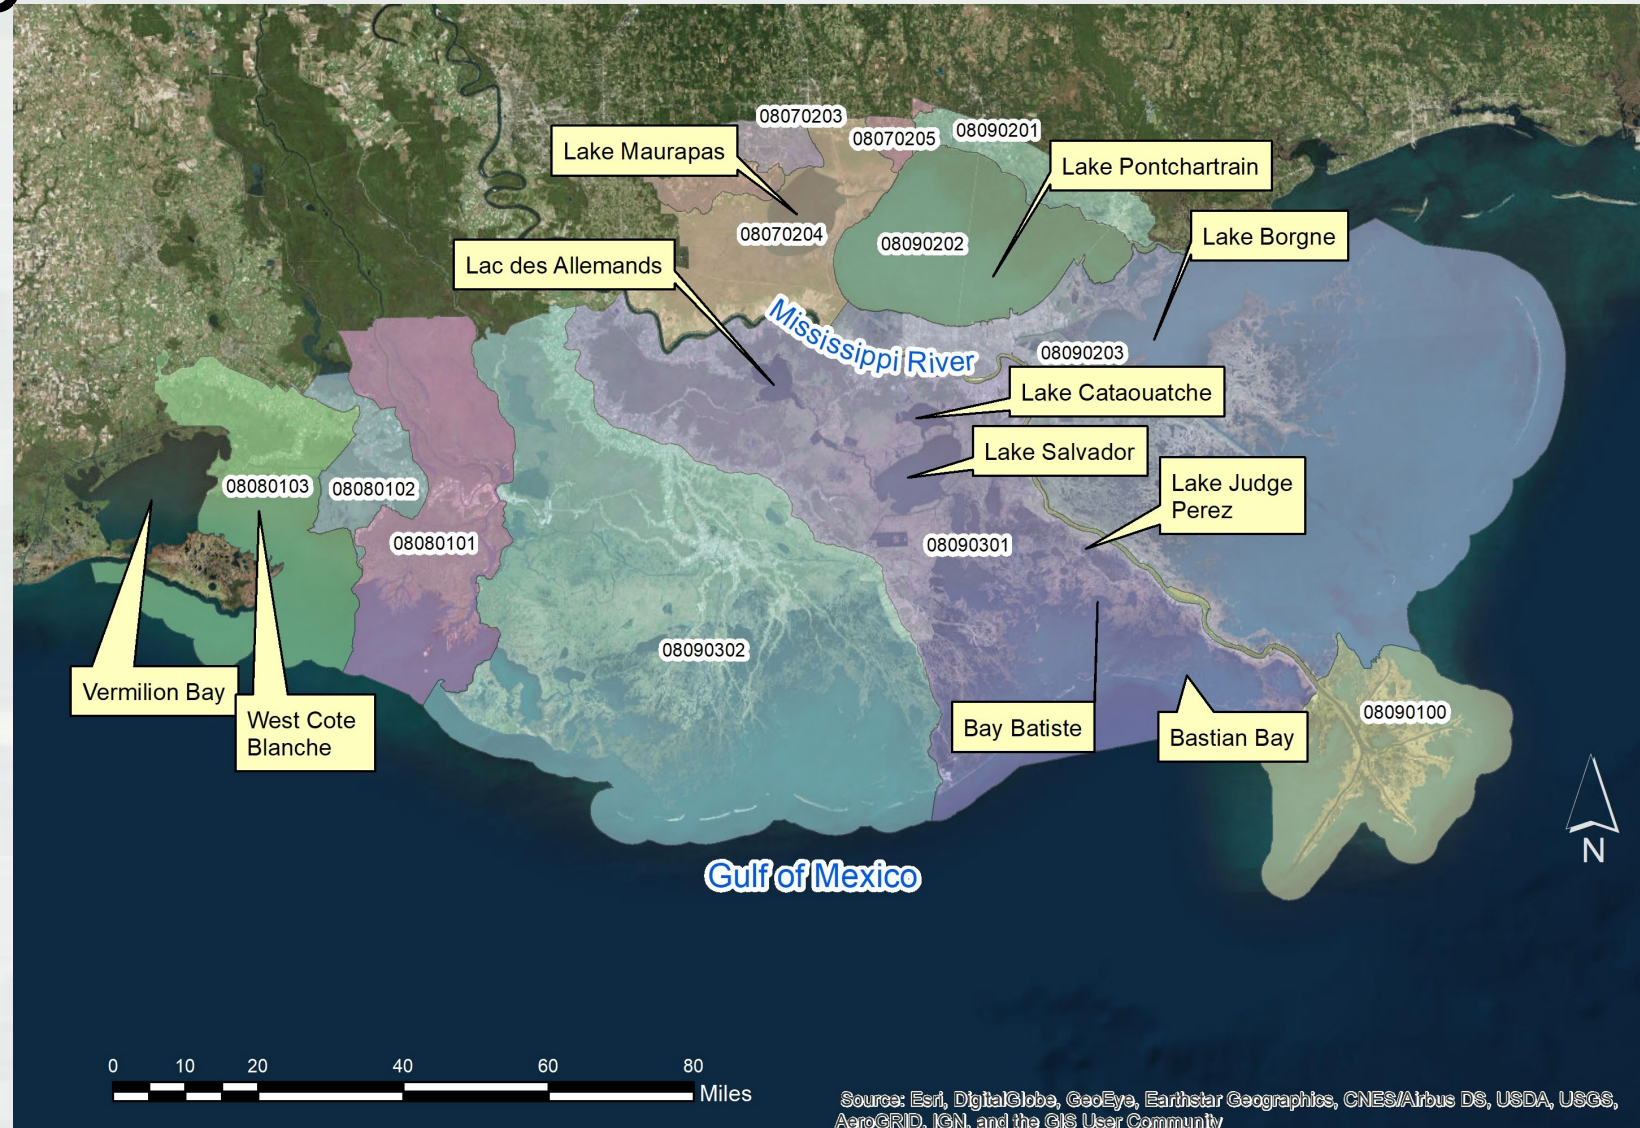 08070203
08070205
08090201
Lake Maurapas
Lake Pontchartrain
08070204
08090202
Lake Borgne
Lac des Allemands
Mississippi River
08090203
Lake Cataouatche
Lake Salvador
Lake Judge
Perez
08080103
08080102
08080101
08090301
08090302
Vermilion Bay
West Cote
Blanche
Bay Batiste
Bastian Bay
08090100
N
Gulf of Mexico
0 10 20 40 60 80
Miles
Source: Esri, DigitalGlobe, GeoEye, Earthstar Geographics, CNES/Airbus DS, USDA, USGS,
AeroGRID, IGN, and the GIS User Community